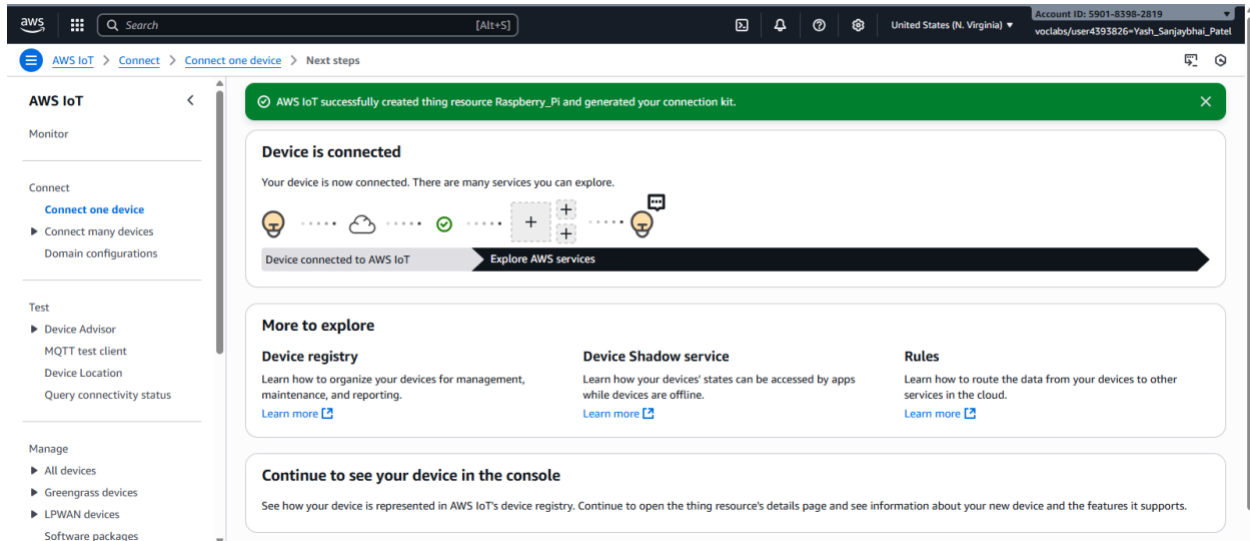 aws
Search
[Alt+S]
United States (N. Virginia)
Account ID: 5901-8398-2819
voclabs/user4393826=Yash_Sanjaybhai_Patel
AWS IoT > Connect > Connect one device > Next steps
AWS IoT
Monitor
Connect
Connect one device
Connect many devices
Domain configurations
Test
Device Advisor
MQTT test client
Device Location
Query connectivity status
Manage
All devices
Greengrass devices
LPWAN devices
Software packages
AWS IoT successfully created thing resource Raspberry_Pi and generated your connection kit.
Device is connected
Your device is now connected. There are many services you can explore.
Device connected to AWS IoT
Explore AWS services
More to explore
Device registry
Learn how to organize your devices for management,
maintenance, and reporting.
Learn more
Device Shadow service
Learn how your devices' states can be accessed by apps
while devices are offline.
Learn more
Rules
Learn how to route the data from your devices to other
services in the cloud.
Learn more
Continue to see your device in the console
See how your device is represented in AWS IoT's device registry. Continue to open the thing resource's details page and see information about your new device and the features it supports.